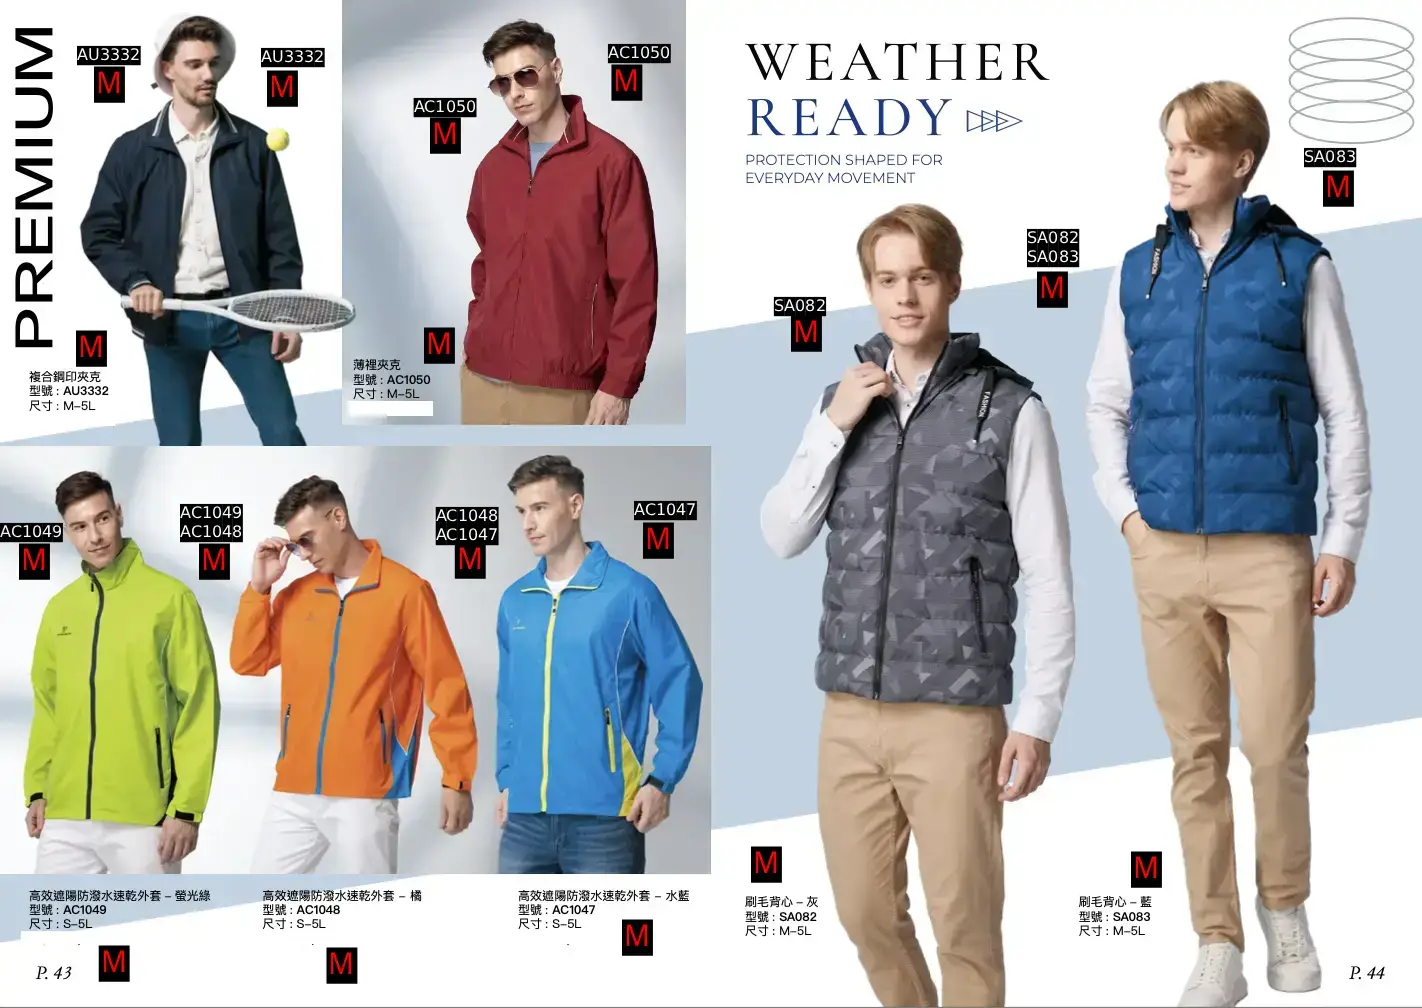 PREMIUM
AU3332
M
AU3332
M
M
複合鋼印夾克
型號 : AU3332
尺寸 : M–5L
AC1050
M
AC1050
M
M
薄裡夾克
型號 : AC1050
尺寸 : M–5L
AC1049
M
AC1049
AC1048
M
AC1048
AC1047
M
AC1047
M
高效遮陽防潑水速乾外套 – 螢光綠
型號 : AC1049
尺寸 : S–5L
M
高效遮陽防潑水速乾外套 – 橘
型號 : AC1048
尺寸 : S–5L
M
高效遮陽防潑水速乾外套 – 水藍
型號 : AC1047
尺寸 : S–5L
M
P. 43
WEATHER
READY
PROTECTION SHAPED FOR
EVERYDAY MOVEMENT
SA083
M
SA082
SA083
M
SA082
M
FASHION
FASHION
M
刷毛背心 – 灰
型號 : SA082
尺寸 : M–5L
M
刷毛背心 – 藍
型號 : SA083
尺寸 : M–5L
P. 44